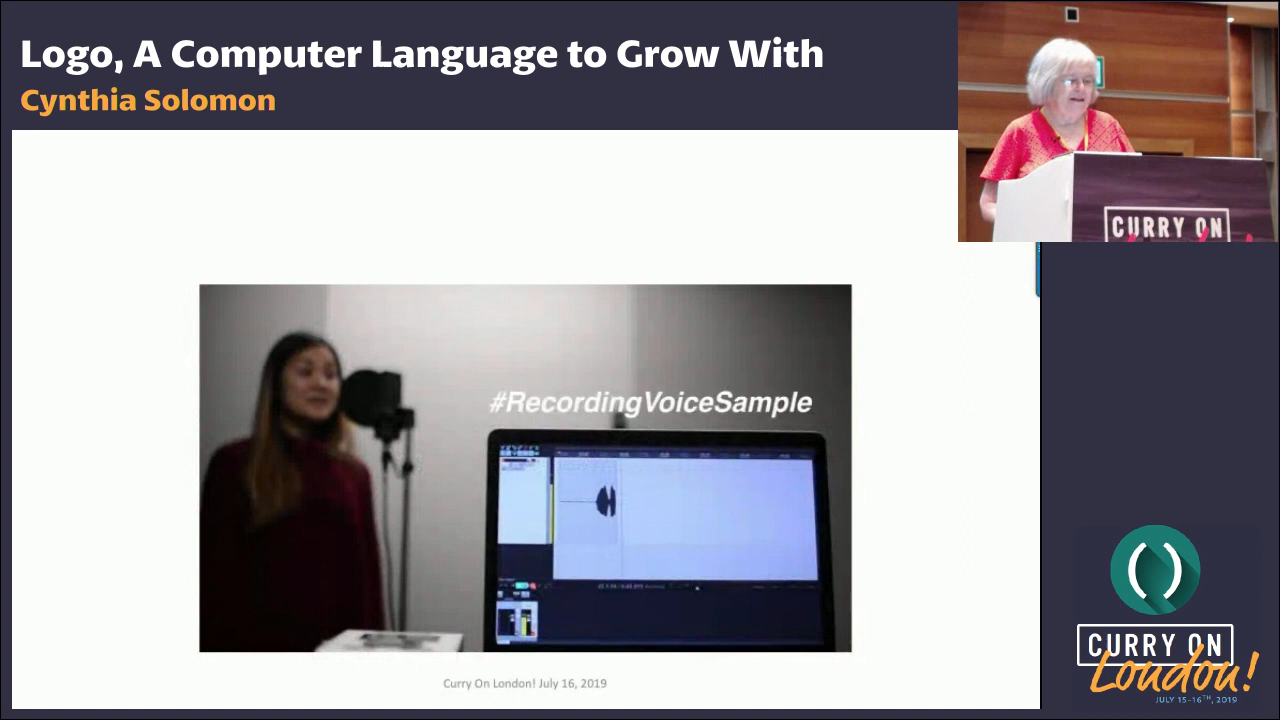 Logo, A Computer Language to Grow With
Cynthia Solomon
CURRY ON
#RecordingVoiceSample
Curry On London! July 16, 2019
CURRY ON
London!
JULY 15-16TH, 2019